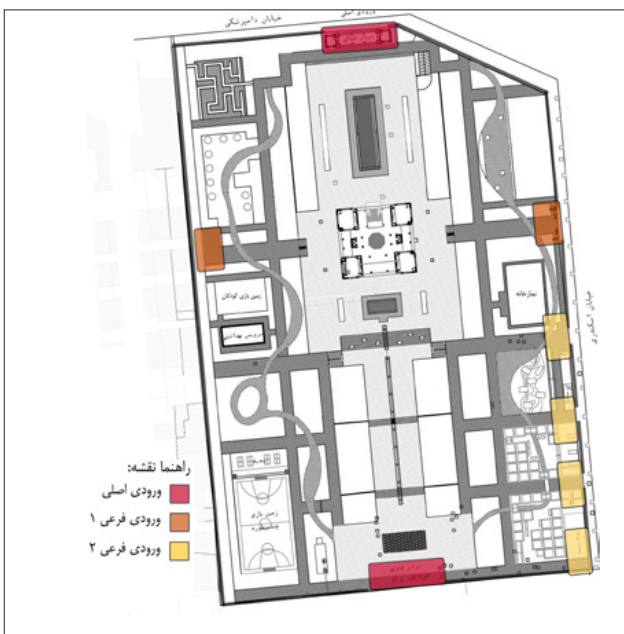 ورودی اصلی
خیابان دامپزشکی
نمازخانه
خیابان اسکندری
زمین بازی کودکان
سرویس بهداشتی
زمین بازی
راهنما نقشه:
ورودی اصلی
ورودی فرعی ۱
ورودی فرعی ۲